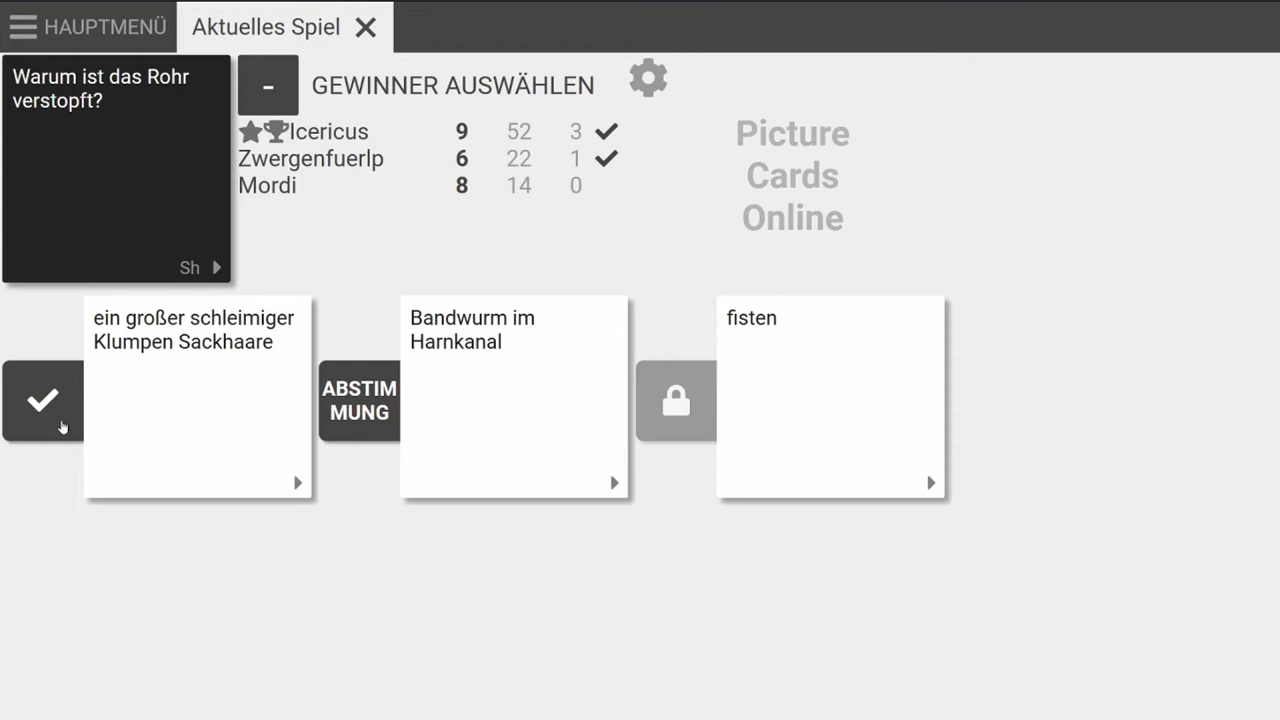 HAUPTMENÜ
Aktuelles Spiel
Warum ist das Rohr
verstopft?
Sh
-
GEWINNER AUSWÄHLEN
Icericus 9 52 3
Zwergenfuerlp 6 22 1
Mordi 8 14 0
Picture
Cards
Online
ein großer schleimiger
Klumpen Sackhaare
ABSTIM
MUNG
Bandwurm im
Harnkanal
fisten